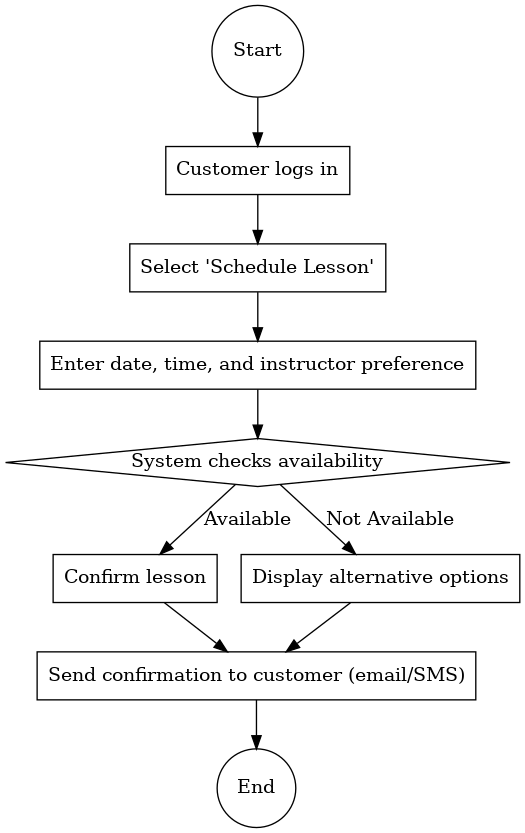 Start
Customer logs in
Select 'Schedule Lesson'
Enter date, time, and instructor preference
System checks availability
Available
Not Available
Confirm lesson
Display alternative options
Send confirmation to customer (email/SMS)
End